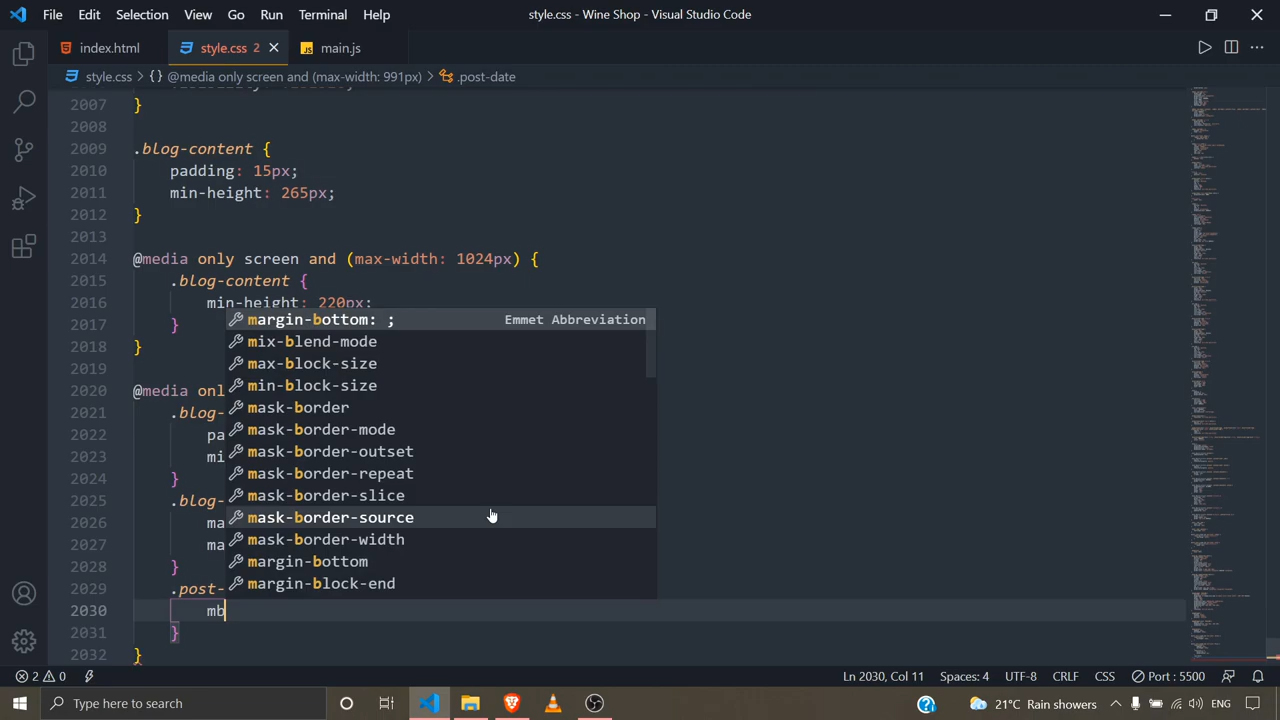 File Edit Selection View Go Run Terminal Help
style.css - Wine Shop - Visual Studio Code
index.html
style.css 2
main.js
style.css > {} @media only screen and (max-width: 991px) > .post-date
2007 }
2008
2009 .blog-content {
2010 padding: 15px;
2011 min-height: 265px;
2012 }
2013
2014 @media only screen and (max-width: 1024px) {
2015 .blog-content {
2016 min-height: 220px;
2017 }
2018 }
2019
2020 @media onl
2021 .blog-
2022 pa
2023 mi
2024 }
2025 .blog-
2026 ma
2027 ma
2028 }
2029 .post-
2030 mb
2031 }
2032 }
margin-bottom: ; Emmet Abbreviation
mix-blend-mode
max-block-size
min-block-size
mask-border
mask-border-mode
mask-border-outset
mask-border-repeat
mask-border-slice
mask-border-source
mask-border-width
margin-bottom
margin-block-end
2 0
Ln 2030, Col 11 Spaces: 4 UTF-8 CRLF CSS Port : 5500
Type here to search
21°C Rain showers
ENG